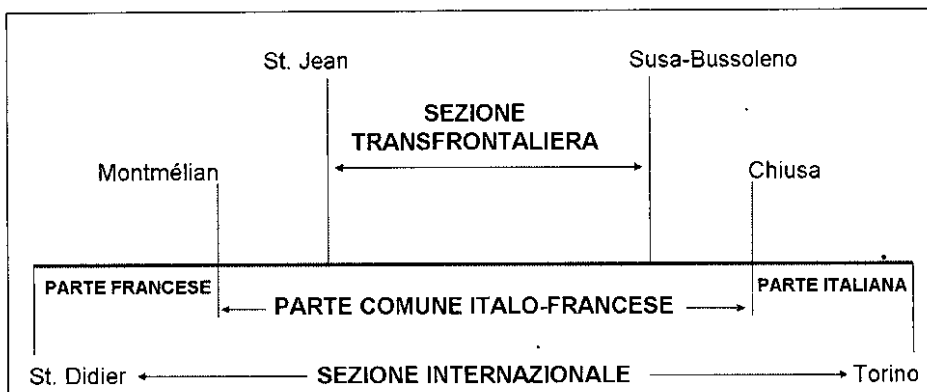 St. Jean
Susa-Bussoleno
SEZIONE
TRANSFRONTALIERA
Montmélian
Chiusa
PARTE FRANCESE
PARTE COMUNE ITALO-FRANCESE
PARTE ITALIANA
St. Didier
SEZIONE INTERNAZIONALE
Torino